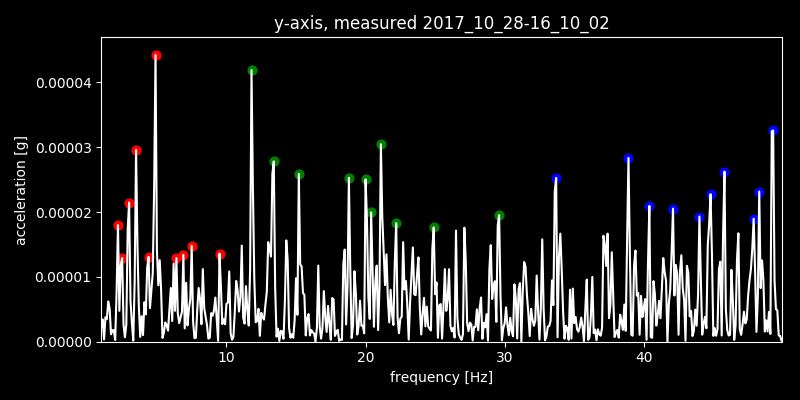 y-axis, measured 2017_10_28-16_10_02
0.00004
0.00003
0.00002
0.00001
0.00000
acceleration [g]
10 20 30 40
frequency [Hz]